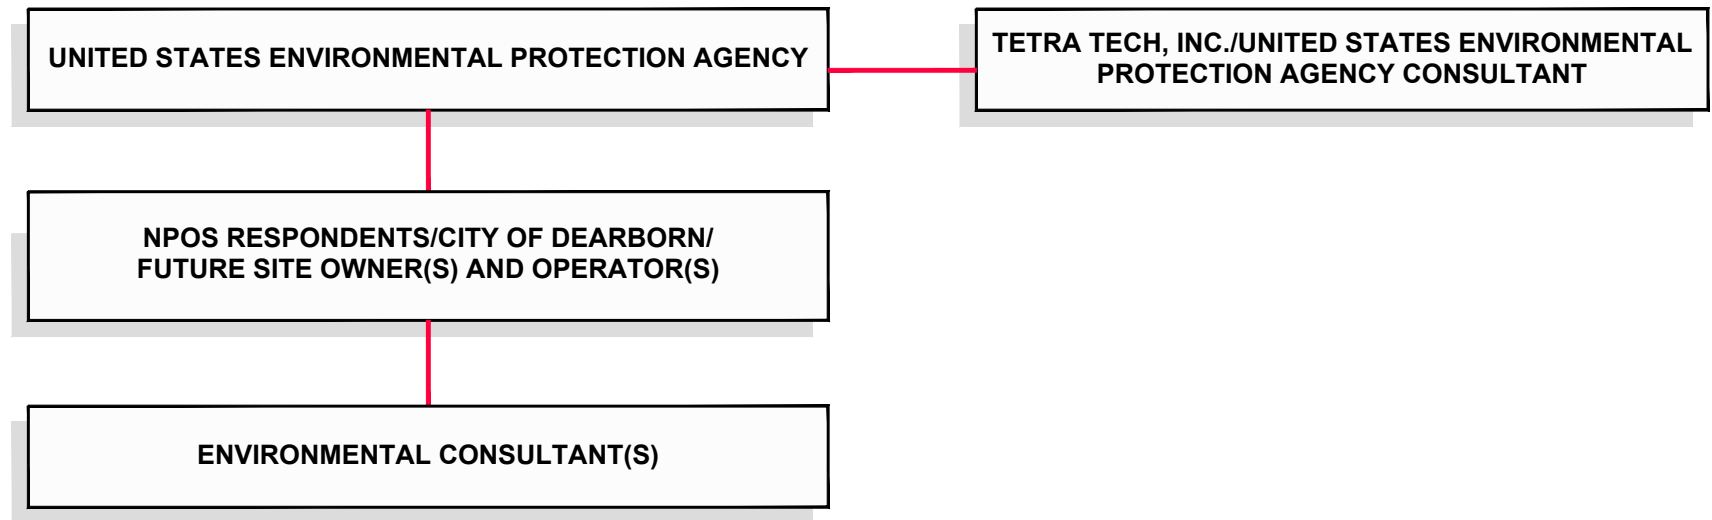 UNITED STATES ENVIRONMENTAL PROTECTION AGENCY
TETRA TECH, INC./UNITED STATES ENVIRONMENTAL
PROTECTION AGENCY CONSULTANT
NPOS RESPONDENTS/CITY OF DEARBORN/
FUTURE SITE OWNER(S) AND OPERATOR(S)
ENVIRONMENTAL CONSULTANT(S)